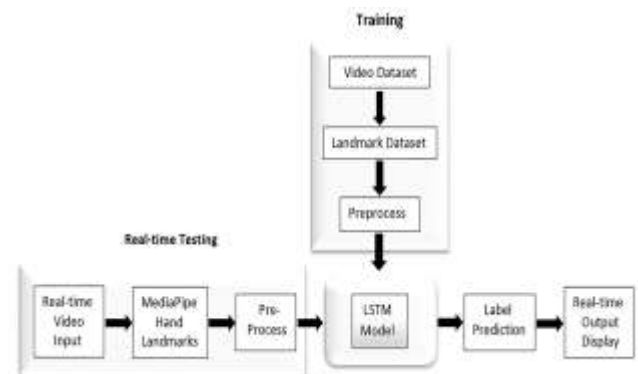 Training
Video Dataset
Landmark Dataset
Preprocess
Real-time Testing
Real-time
Video
Input
MediaPipe
Hand
Landmarks
Pre-
Process
LSTM
Model
Label
Prediction
Real-time
Output
Display